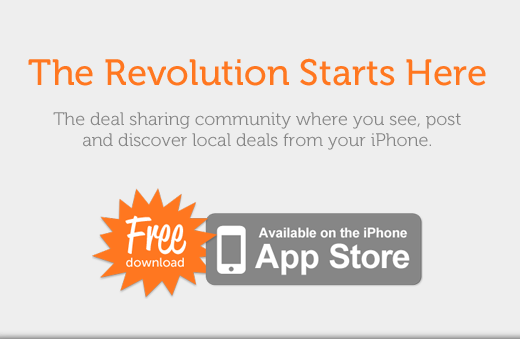 The Revolution Starts Here
The deal sharing community where you see, post
and discover local deals from your iPhone.
Free
download
Available on the iPhone
App Store